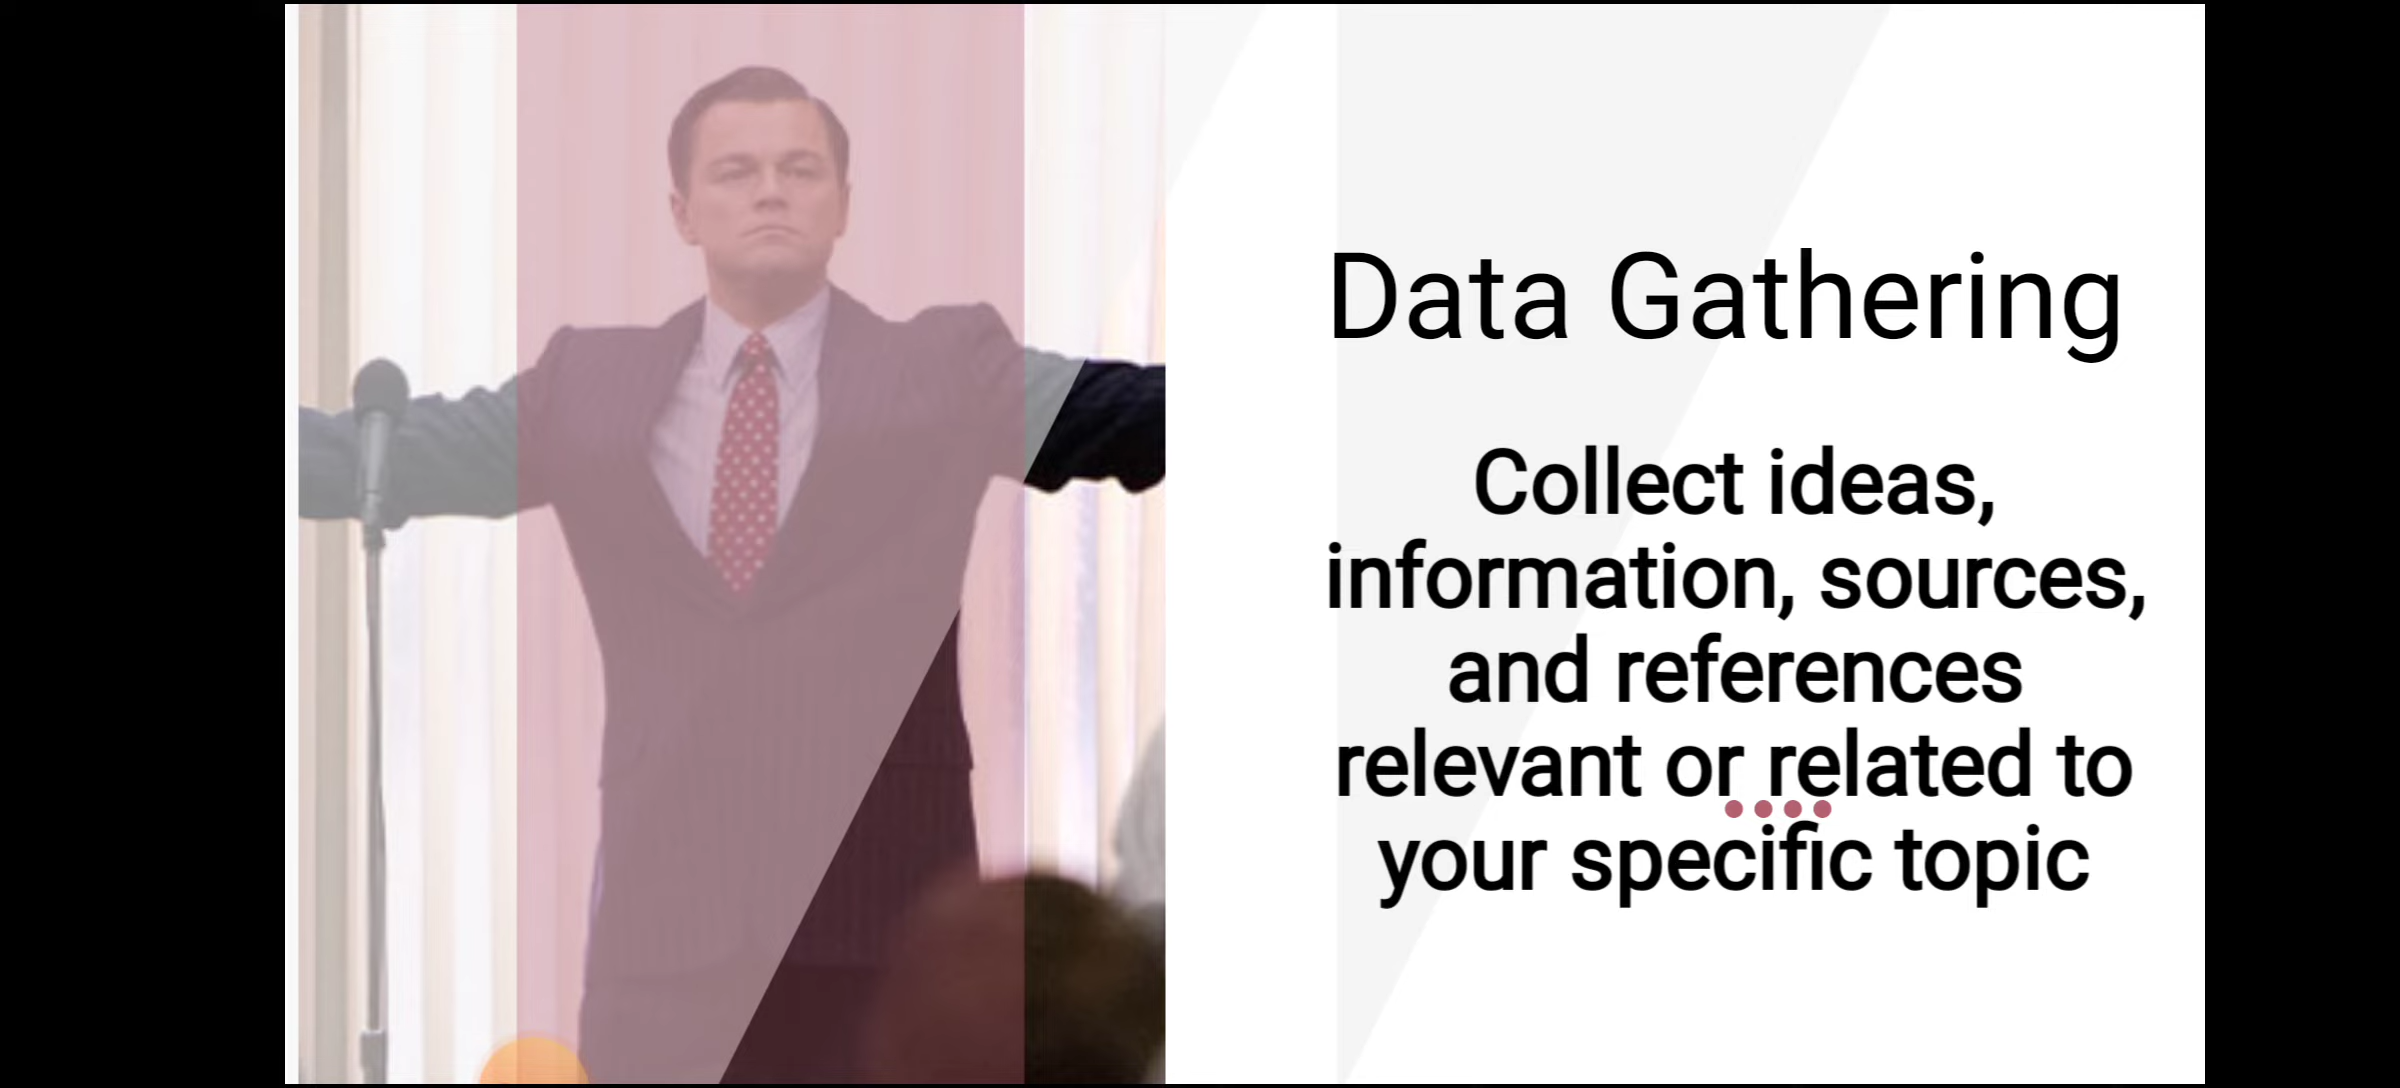 Data Gathering
Collect ideas,
information, sources,
and references
relevant or related to
your specific topic